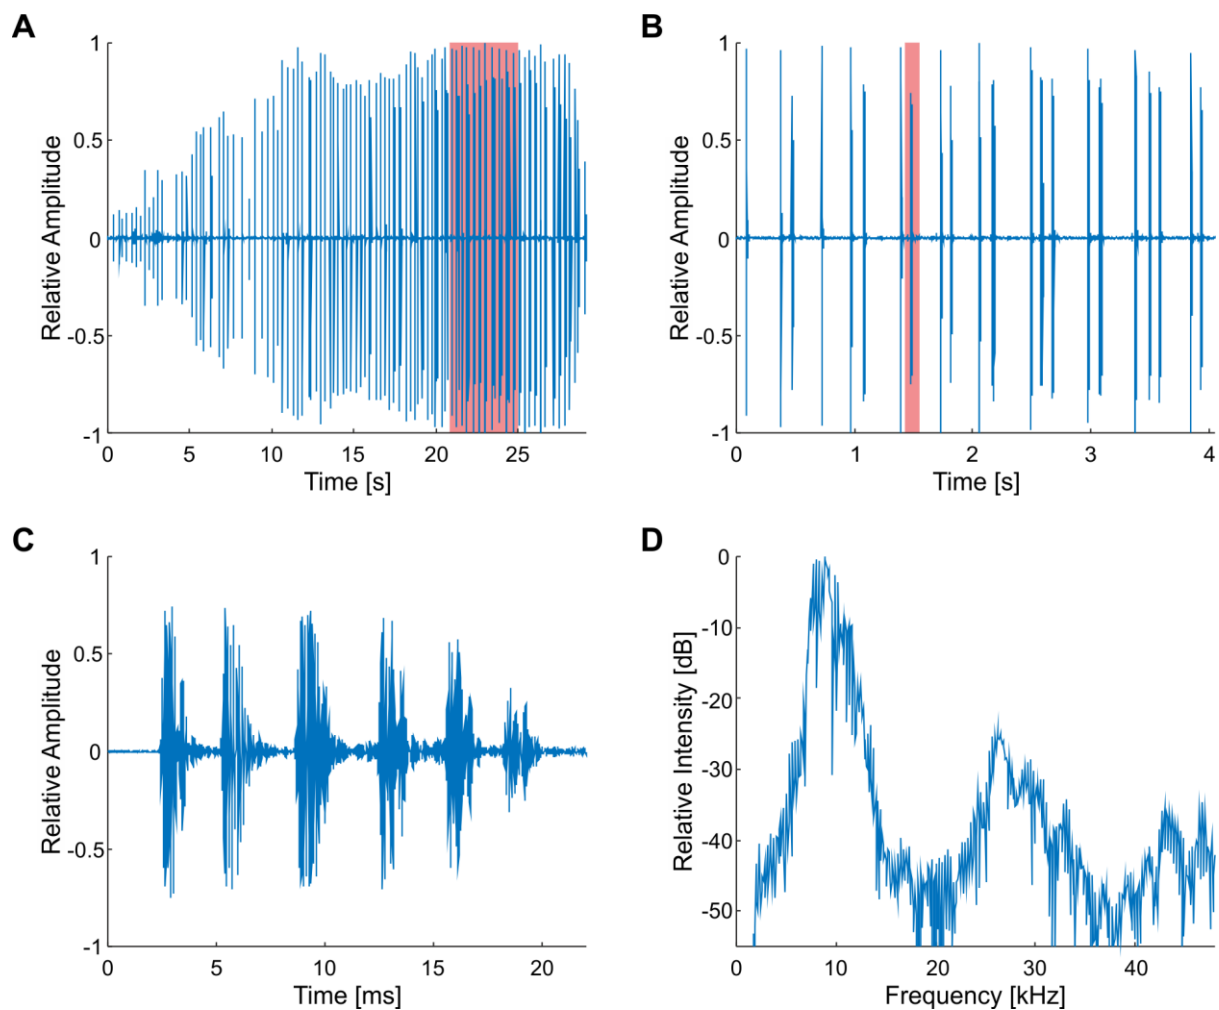 A
Relative Amplitude
1
0.5
0
-0.5
-1
0 5 10 15 20 25
Time [s]
B
Relative Amplitude
1
0.5
0
-0.5
-1
0 1 2 3 4
Time [s]
C
Relative Amplitude
1
0.5
0
-0.5
-1
0 5 10 15 20
Time [ms]
D
Relative Intensity [dB]
0
-10
-20
-30
-40
-50
0 10 20 30 40
Frequency [kHz]